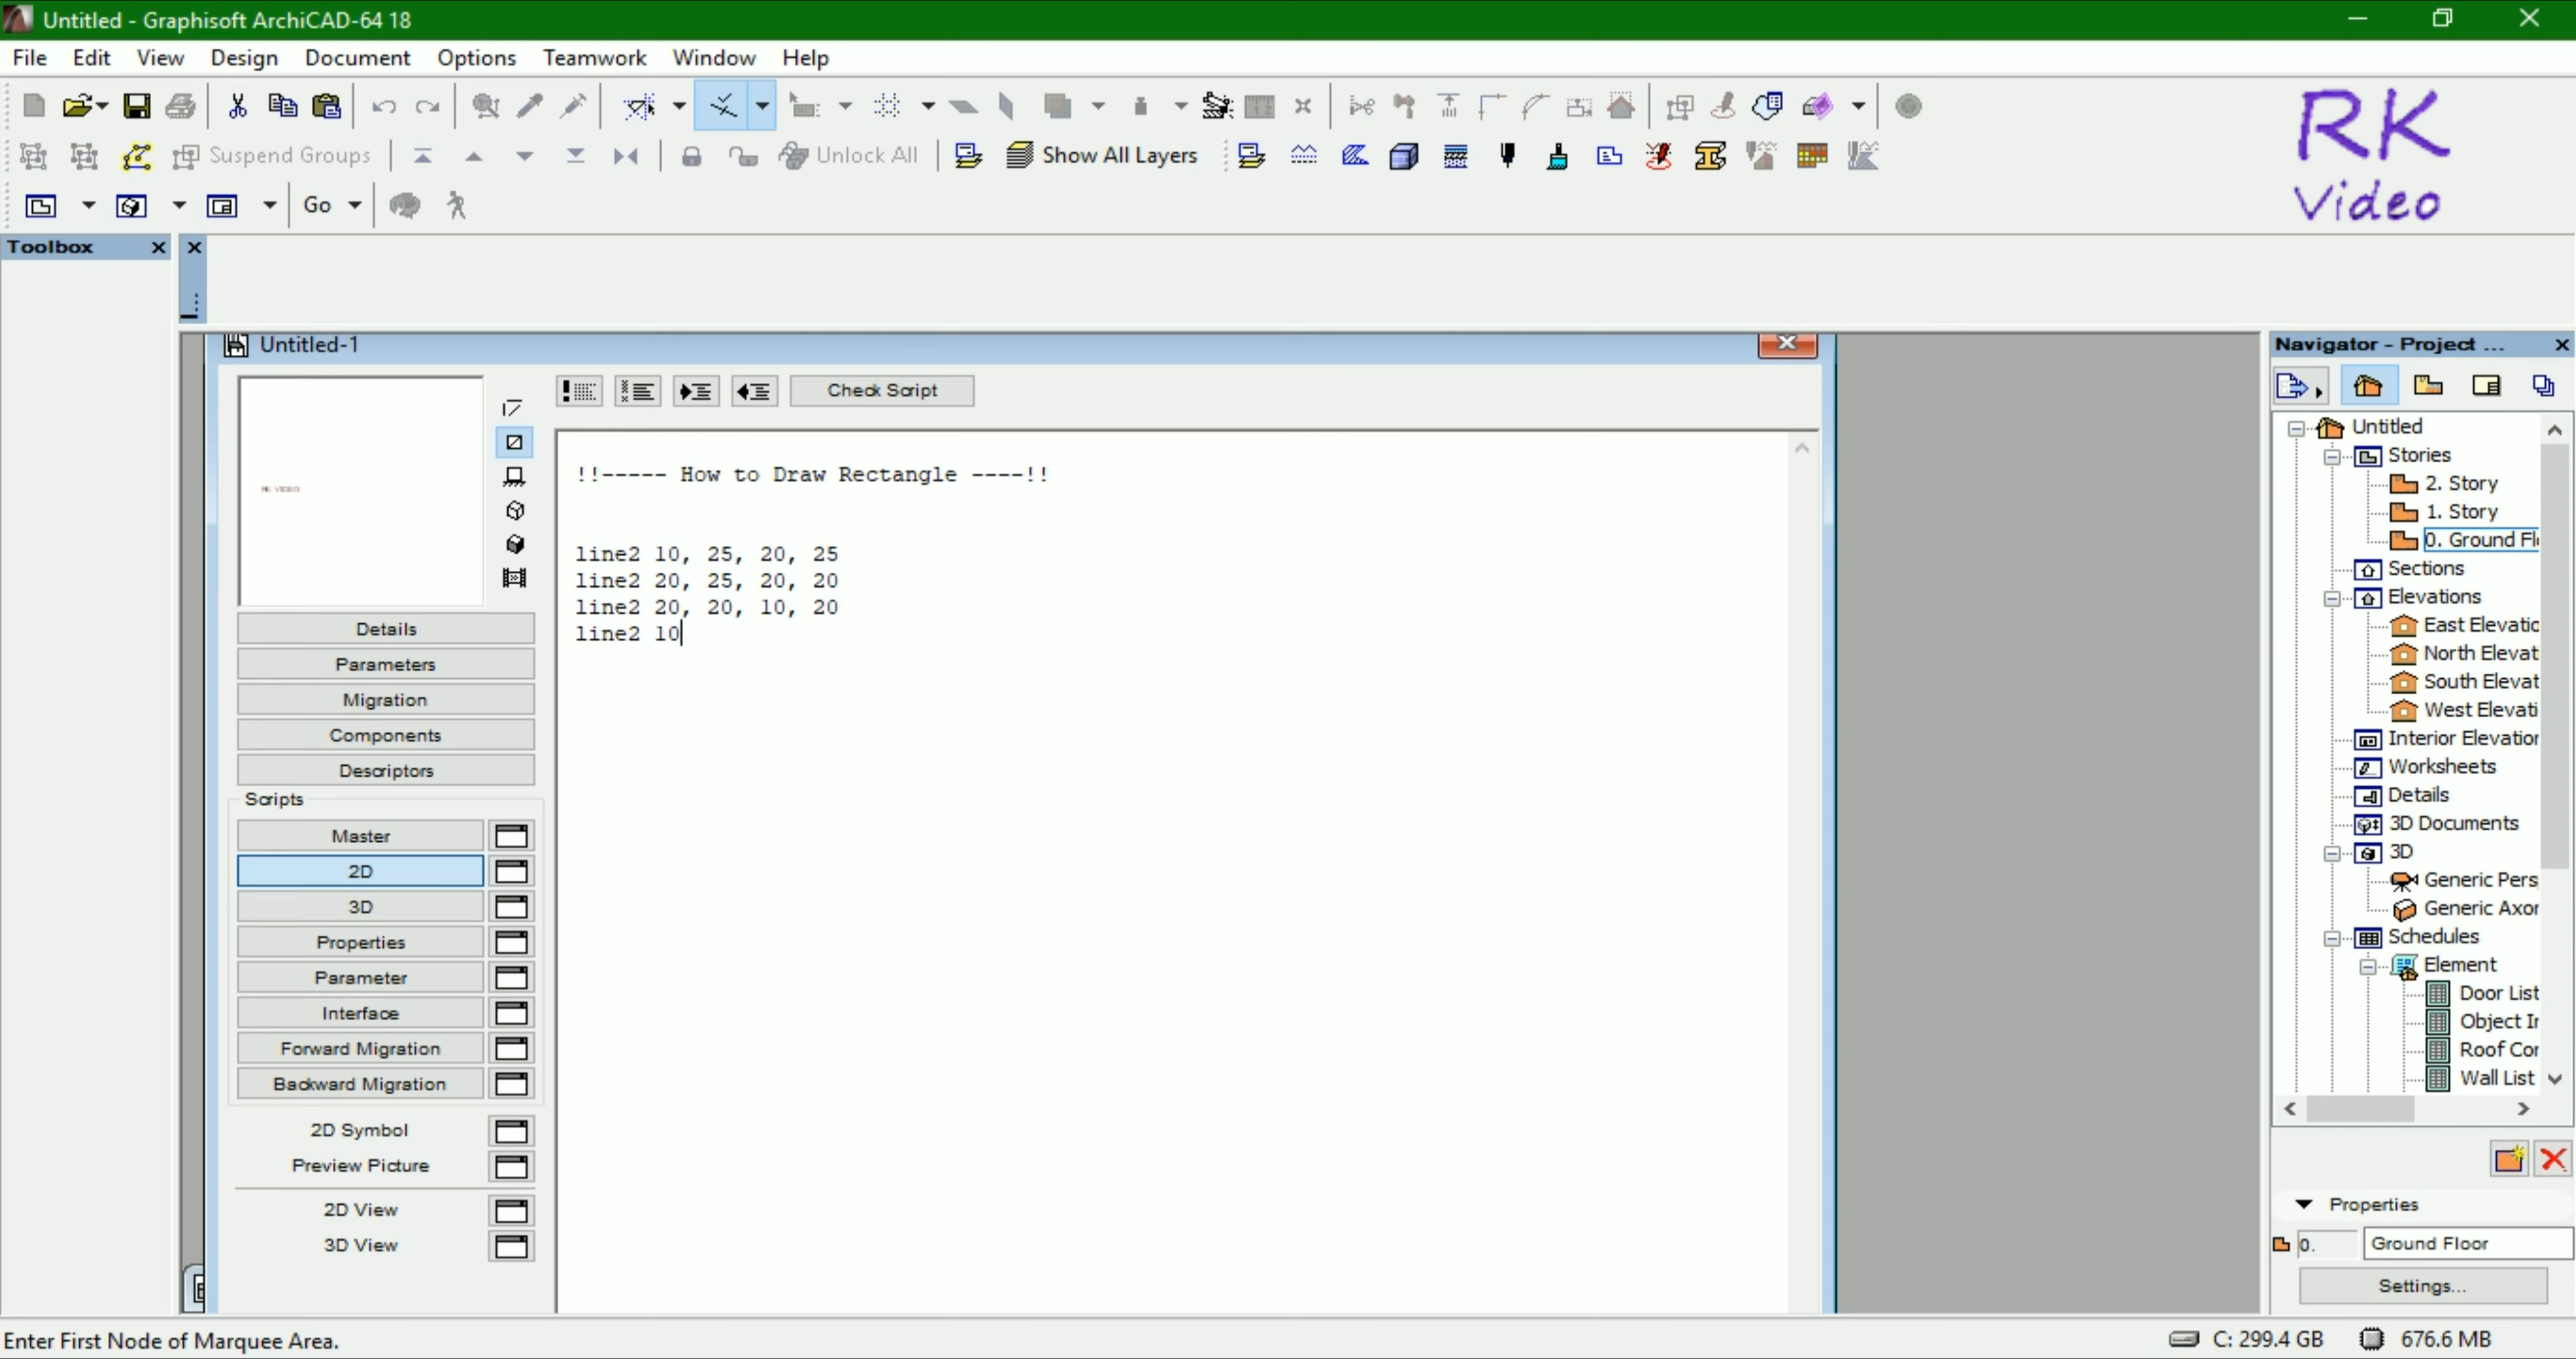 Untitled - Graphisoft ArchiCAD-64 18
File Edit View Design Document Options Teamwork Window Help
Suspend Groups Unlock All Show All Layers
Go
RK
Video
Toolbox
Untitled-1
Check Script
!!----- How to Draw Rectangle ----!!
line2 10, 25, 20, 25
line2 20, 25, 20, 20
line2 20, 20, 10, 20
line2 10
RK VIDEO
Details
Parameters
Migration
Components
Descriptors
Scripts
Master
2D
3D
Properties
Parameter
Interface
Forward Migration
Backward Migration
2D Symbol
Preview Picture
2D View
3D View
Navigator - Project ...
Untitled
Stories
2. Story
1. Story
0. Ground Fl
Sections
Elevations
East Elevatio
North Elevat
South Elevat
West Elevati
Interior Elevation
Worksheets
Details
3D Documents
3D
Generic Pers
Generic Axon
Schedules
Element
Door List
Object In
Roof Cor
Wall List
Properties
0. Ground Floor
Settings...
Enter First Node of Marquee Area.
C: 299.4 GB 676.6 MB